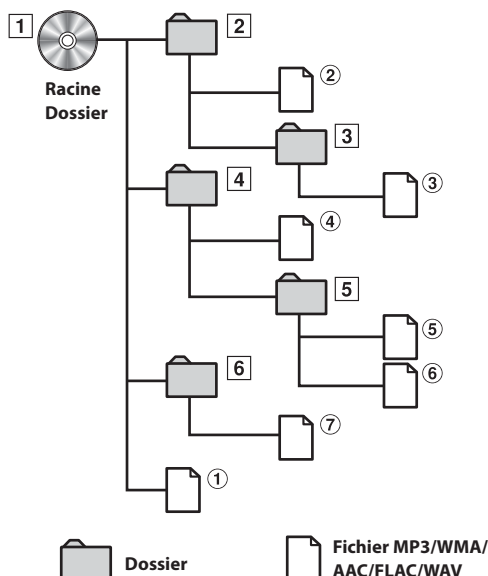 1
2
Racine
Dossier
②
3
③
4
④
5
⑤
⑥
6
⑦
①
Dossier
Fichier MP3/WMA/
AAC/FLAC/WAV